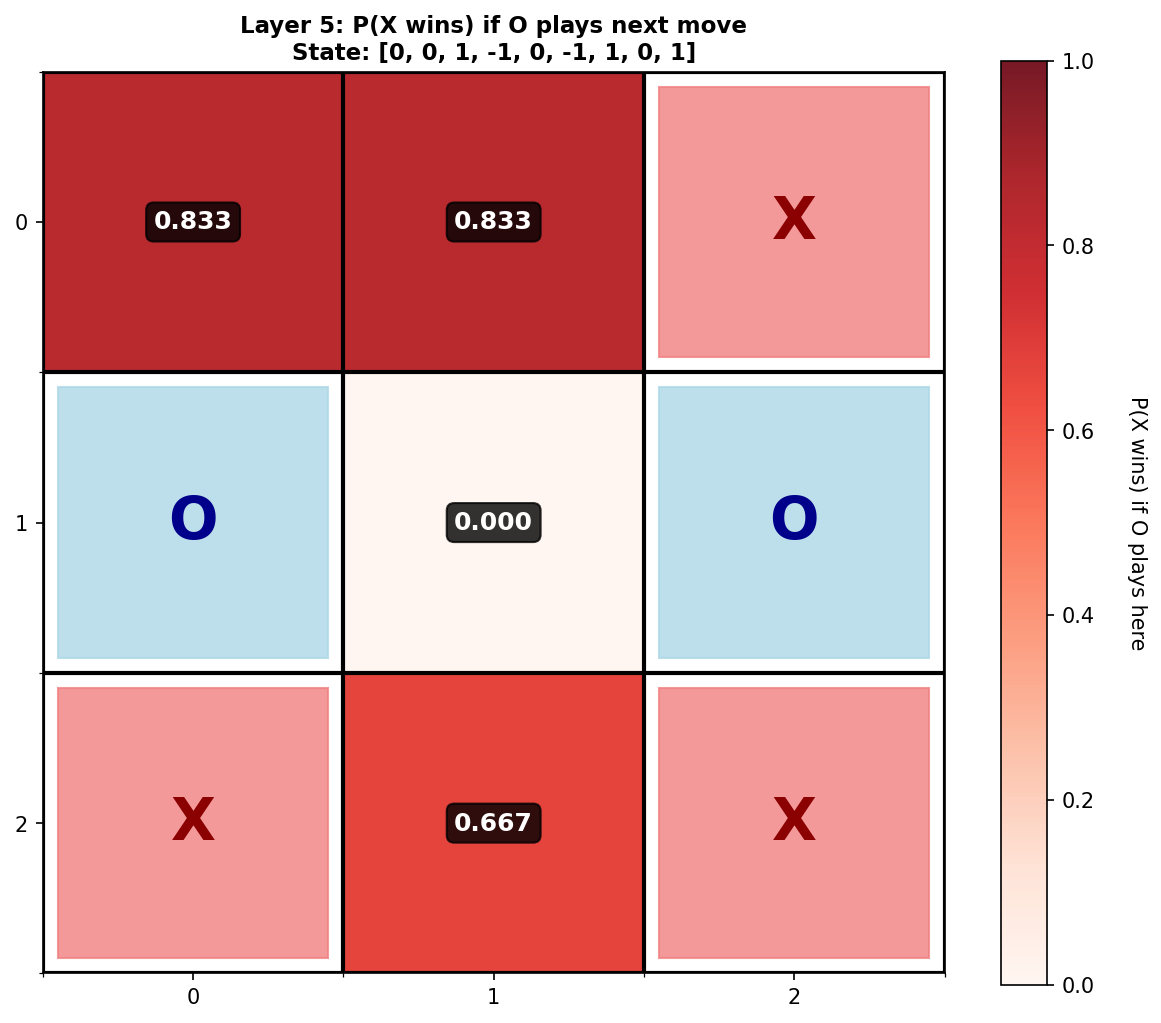 Layer 5: P(X wins) if O plays next move
State: [0, 0, 1, -1, 0, -1, 1, 0, 1]
0
0.833
0.833
X
1
O
0.000
O
2
X
0.667
X
0
1
2
1.0
0.8
0.6
0.4
0.2
0.0
P(X wins) if O plays here